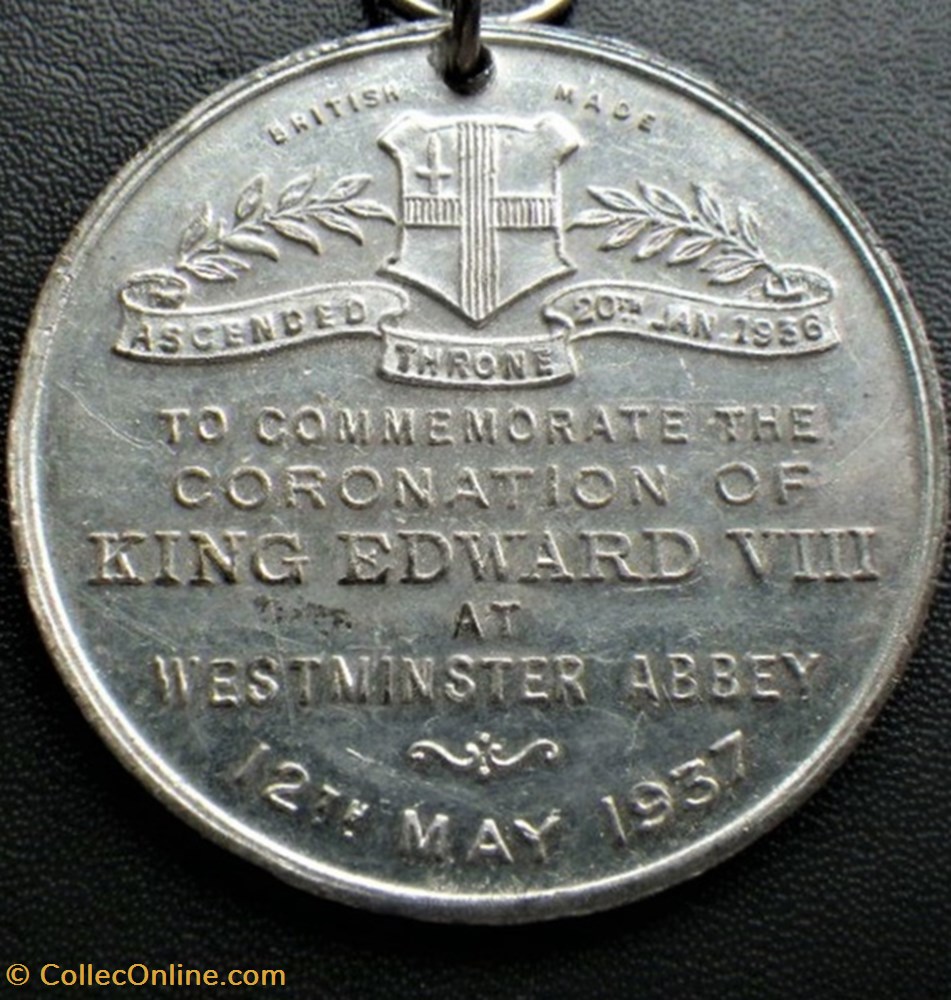 BRITISH MADE
ASCENDED THRONE 20TH JAN. 1936
TO COMMEMORATE THE
CORONATION OF
KING EDWARD VIII
AT
WESTMINSTER ABBEY
12TH MAY 1937
© CollecOnline.com